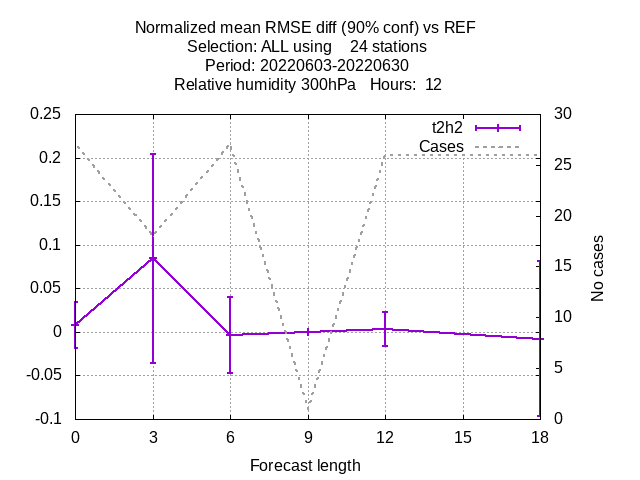 Normalized mean RMSE diff (90% conf) vs REF
Selection: ALL using    24 stations
Period: 20220603-20220630
Relative humidity 300hPa   Hours:  12
t2h2
Cases
0.25
0.2
0.15
0.1
0.05
0
-0.05
-0.1
30
25
20
15
10
5
0
No cases
0 3 6 9 12 15 18
Forecast length